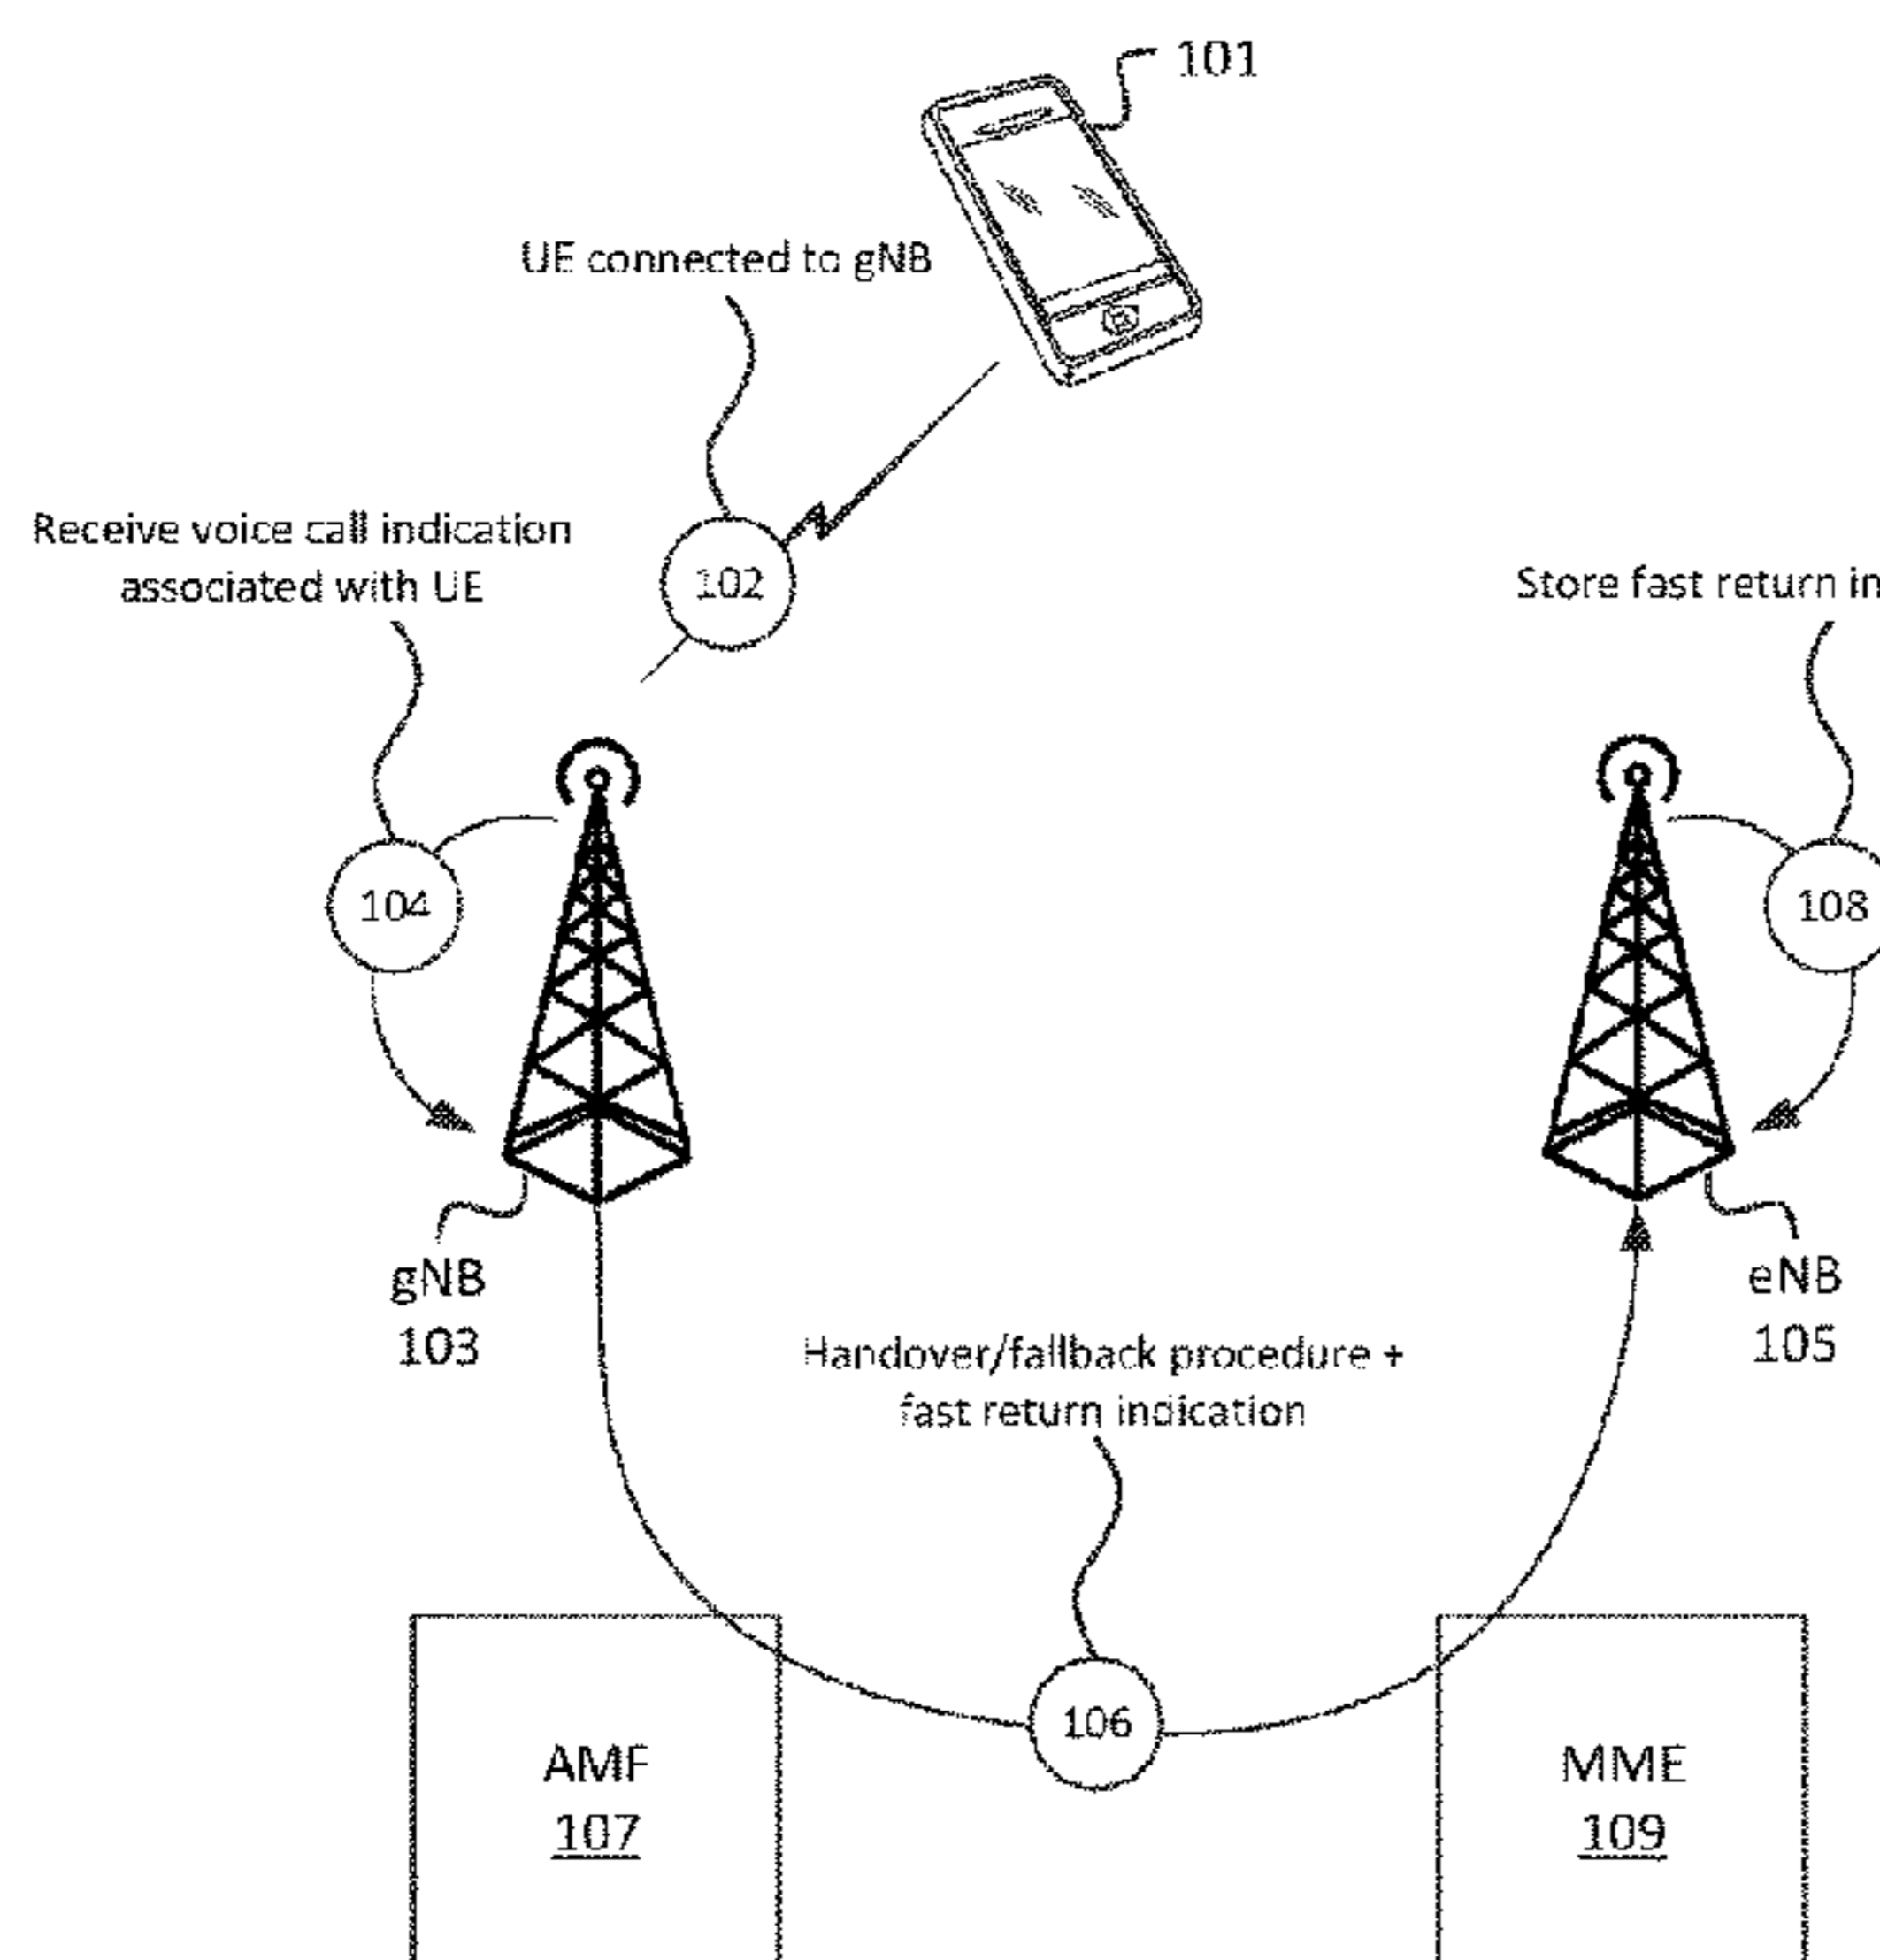 101
UE connected to gNB
Receive voice call indication
associated with UE
102
Store fast return
104
108
gNB
103
eNB
105
Handover/fallback procedure +
fast return indication
106
AMF
107
MME
109